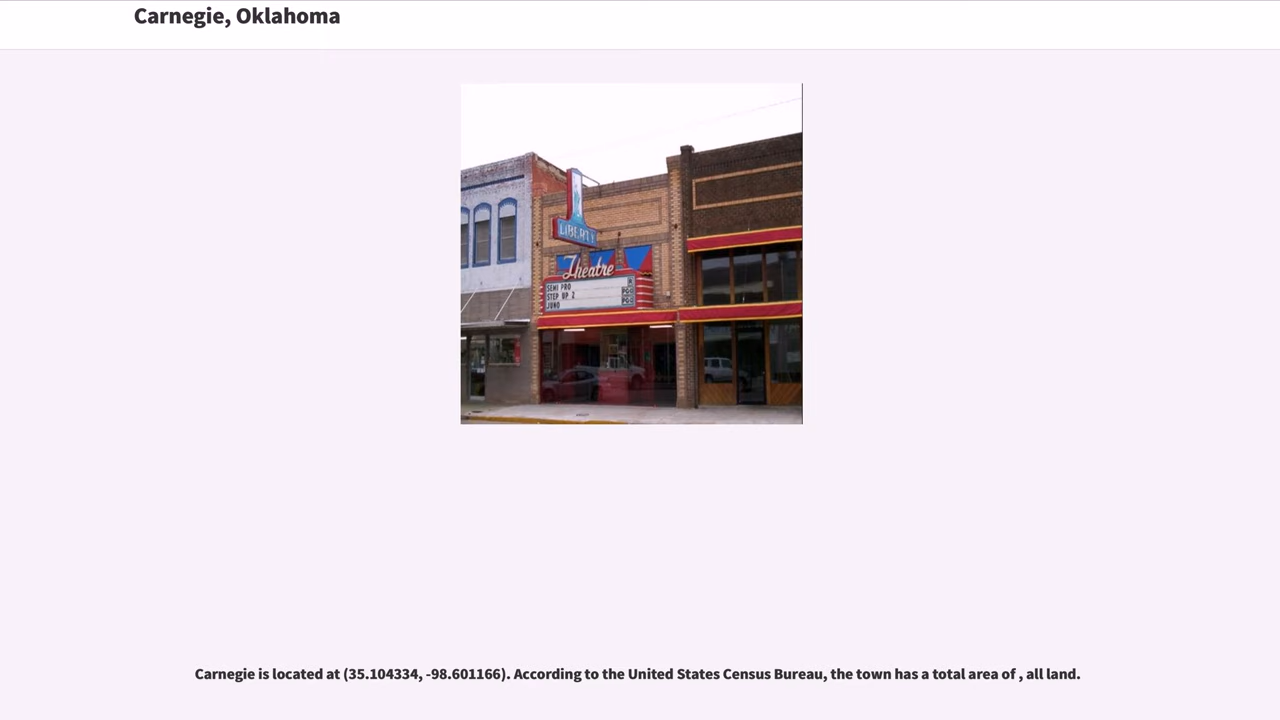 Carnegie, Oklahoma
LIBERTY
Theatre
SEMI PRO
STEP UP 2
JUNO
Carnegie is located at (35.104334, -98.601166). According to the United States Census Bureau, the town has a total area of , all land.